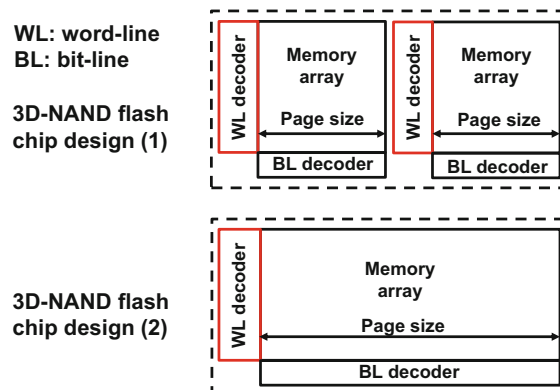 WL: word-line
BL: bit-line
3D-NAND flash
chip design (1)
WL decoder
Memory
array
Page size
BL decoder
WL decoder
Memory
array
Page size
BL decoder
3D-NAND flash
chip design (2)
WL decoder
Memory
array
Page size
BL decoder